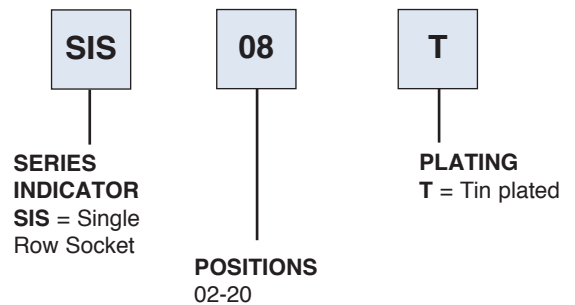 SIS
08
T
SERIES
INDICATOR
SIS = Single
Row Socket
POSITIONS
02-20
PLATING
T = Tin plated